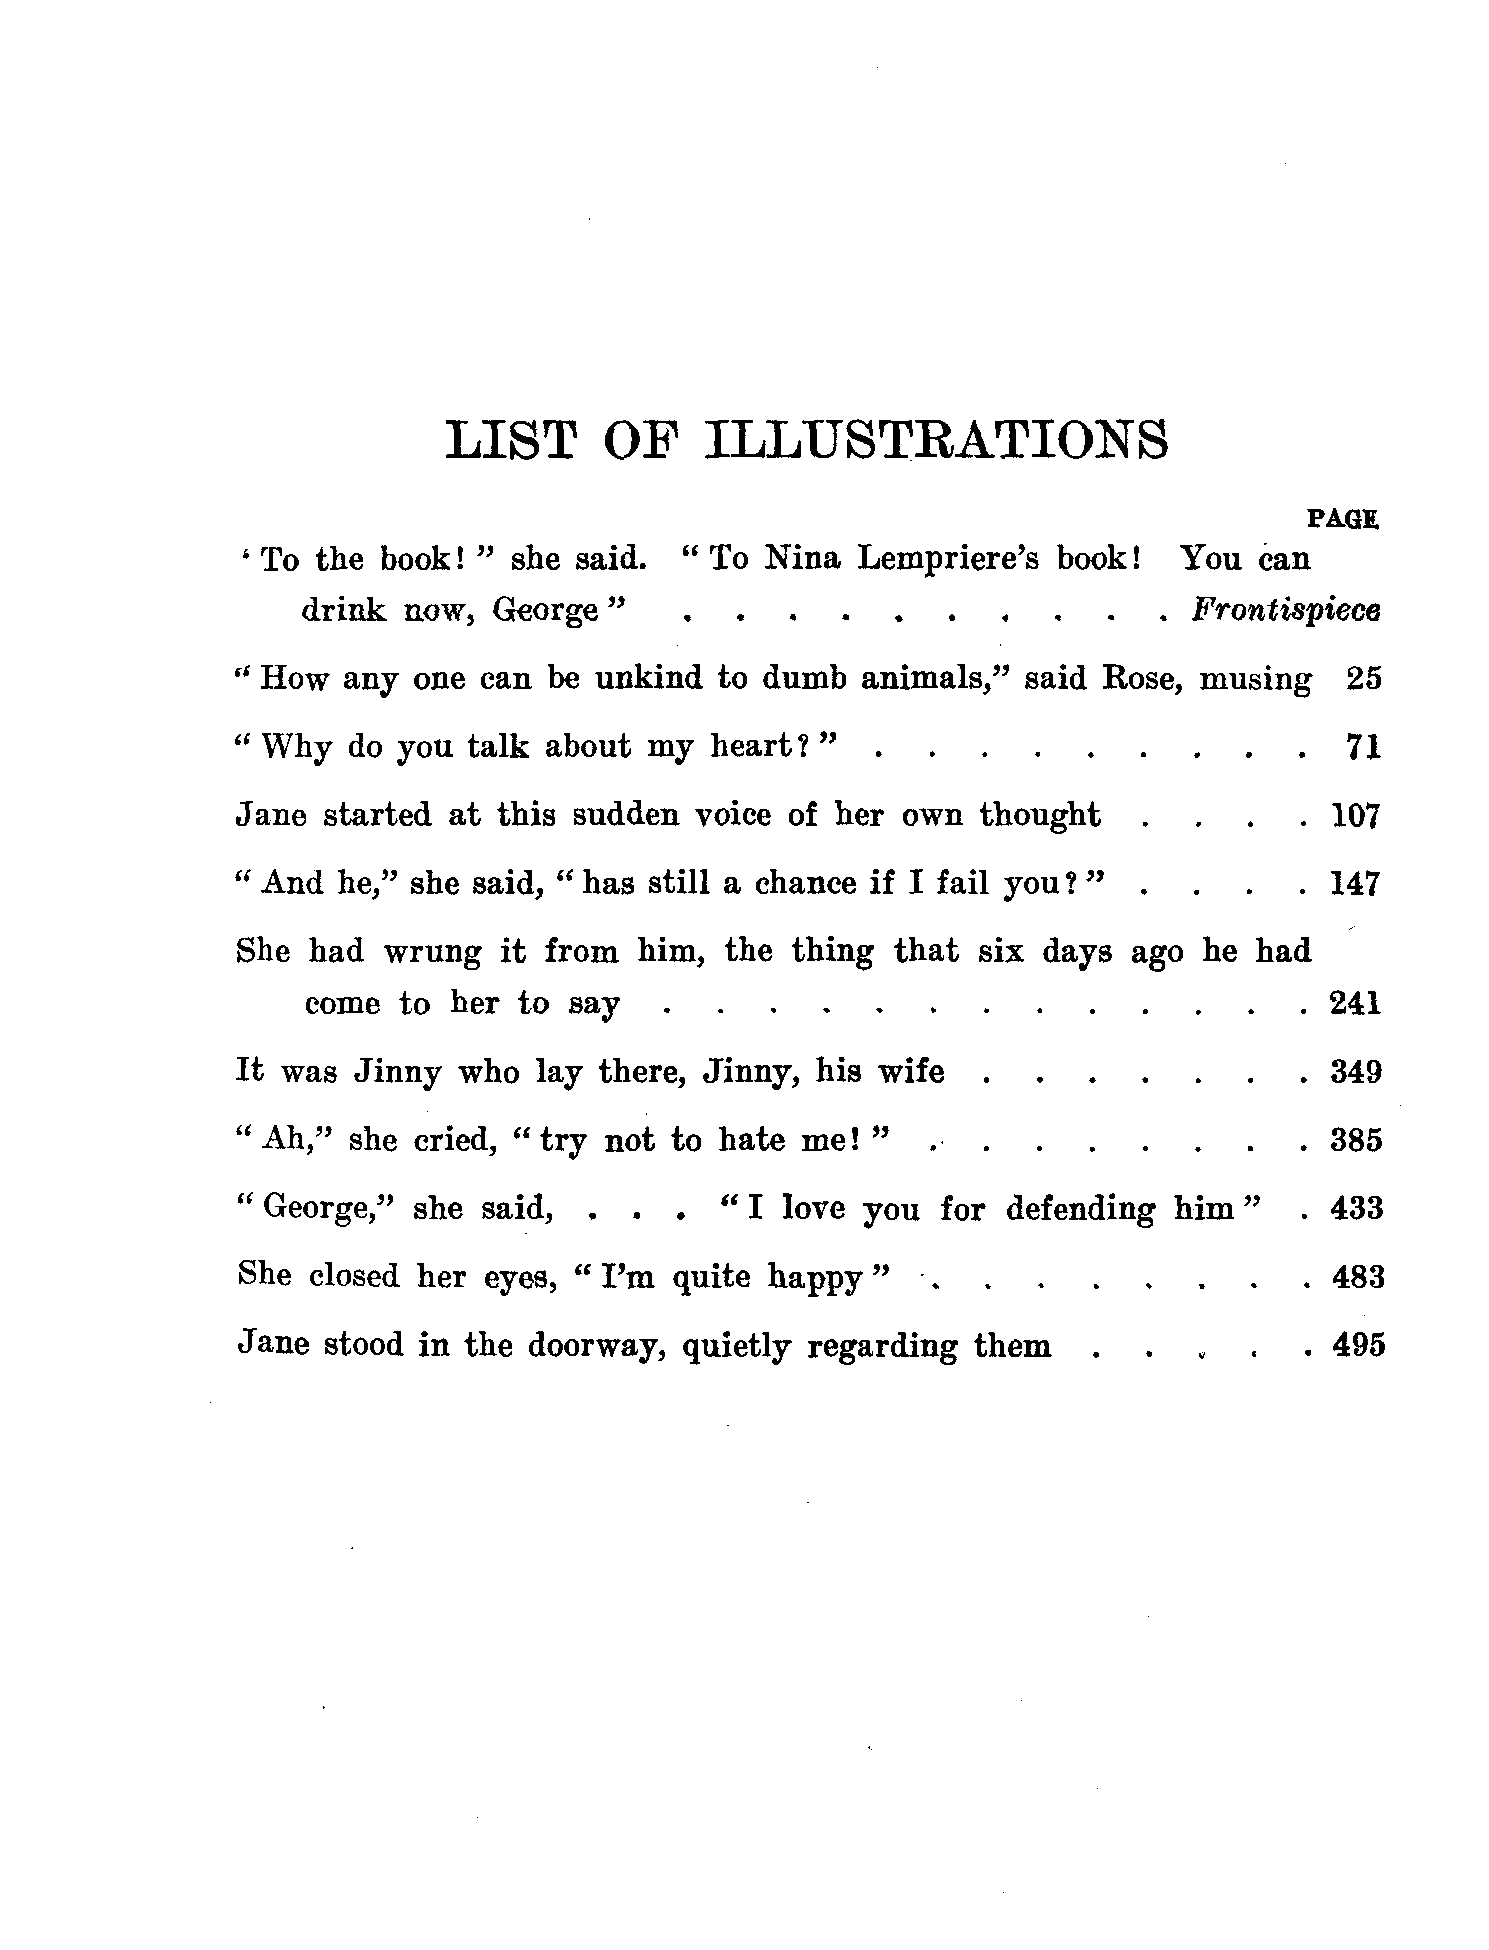 LIST OF ILLUSTRATIONS
PAGE
‘ To the book! ” she said. “ To Nina Lempriere’s book! You can
drink now, George ” . . . . . . . . . . Frontispiece
“ How any one can be unkind to dumb animals,” said Rose, musing 25
“ Why do you talk about my heart? ” . . . . . . . . . 71
Jane started at this sudden voice of her own thought . . . . 107
“ And he,” she said, “ has still a chance if I fail you? ” . . . . 147
She had wrung it from him, the thing that six days ago he had
come to her to say . . . . . . . . . . . . . 241
It was Jinny who lay there, Jinny, his wife . . . . . . . 349
“ Ah,” she cried, “ try not to hate me! ” . . . . . . . . 385
“ George,” she said, . . . “ I love you for defending him ” . 433
She closed her eyes, “ I’m quite happy ” . . . . . . . . 483
Jane stood in the doorway, quietly regarding them . . . . . 495